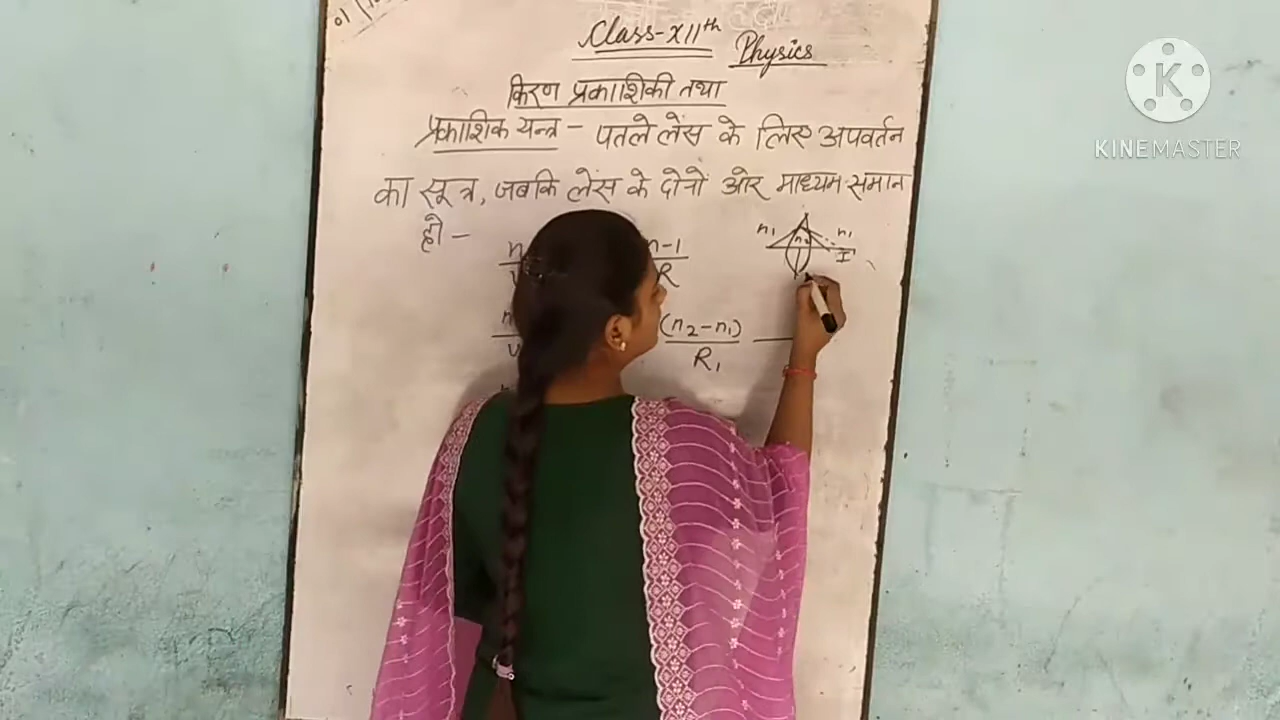 Class-XIIth Physics
किरण प्रकाशिकी तथा
प्रकाशिक यन्त्र - पतले लेंस के लिए अपवर्तन
का सूत्र, जबकि लेंस के दोनों ओर माध्यम समान
हो -
n-1
R
n₁ n₂ n₁
I'
(n₂-n₁)
R₁
KINEMASTER